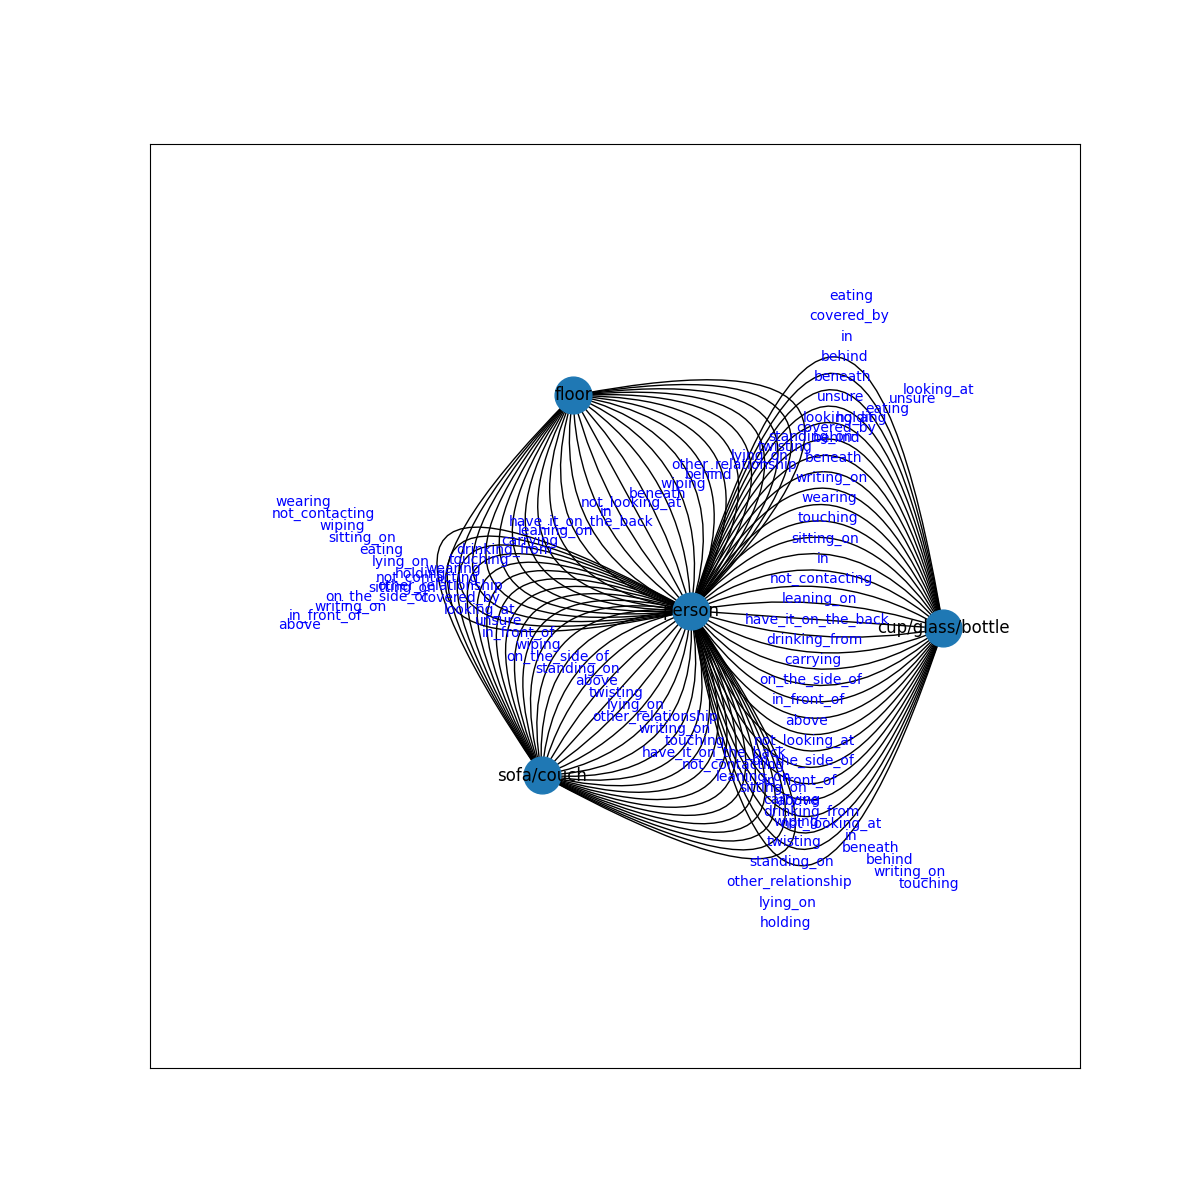 eating
covered_by
in
behind
beneath
looking_at
floor
unsure
unsure
eating
looking_at
holding
covered_by
standing_on
behind
twisting
lying_on
beneath
other_relationship
behind
writing_on
wiping
beneath
wearing
wearing
not_looking_at
in
not_contacting
touching
have_it_on_the_back
wiping
leaning_on
sitting_on
sitting_on
carrying
eating
drinking_from
touching
in
lying_on
wearing
holding
not_contacting
not_contacting
other_relationship
sitting_on
on_the_side_of
covered_by
leaning_on
writing_on
looking_at
person
in_front_of
have_it_on_the_back
unsure
above
cup/glass/bottle
in_front_of
drinking_from
wiping
on_the_side_of
carrying
standing_on
on_the_side_of
above
twisting
in_front_of
lying_on
other_relationship
above
writing_on
touching
not_looking_at
have_it_on_the_back
on_the_side_of
not_contacting
sofa/couch
leaning_on
in_front_of
sitting_on
carrying
above
drinking_from
wiping
not_looking_at
in
twisting
beneath
behind
standing_on
writing_on
other_relationship
touching
lying_on
holding